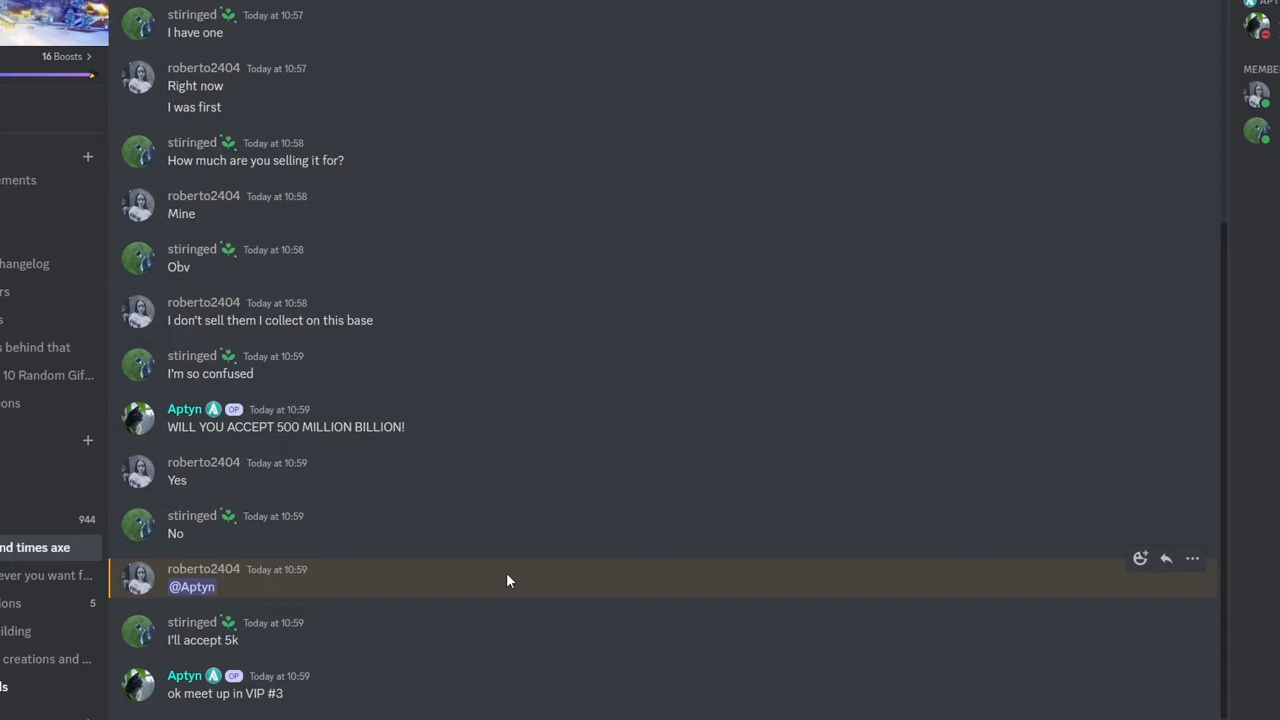 stiringed Today at 10:57
I have one
16 Boosts
roberto2404 Today at 10:57
Right now
I was first
stiringed Today at 10:58
How much are you selling it for?
roberto2404 Today at 10:58
Mine
stiringed Today at 10:58
Obv
roberto2404 Today at 10:58
I don't sell them I collect on this base
stiringed Today at 10:59
I'm so confused
Aptyn OP Today at 10:59
WILL YOU ACCEPT 500 MILLION BILLION!
roberto2404 Today at 10:59
Yes
stiringed Today at 10:59
No
roberto2404 Today at 10:59
@Aptyn
stiringed Today at 10:59
I'll accept 5k
Aptyn OP Today at 10:59
ok meet up in VIP #3
ements
hangelog
rs
s
s behind that
10 Random Gif...
ons
944
nd times axe
ever you want f...
ions 5
ilding
creations and ...
ls
APT
MEMBE